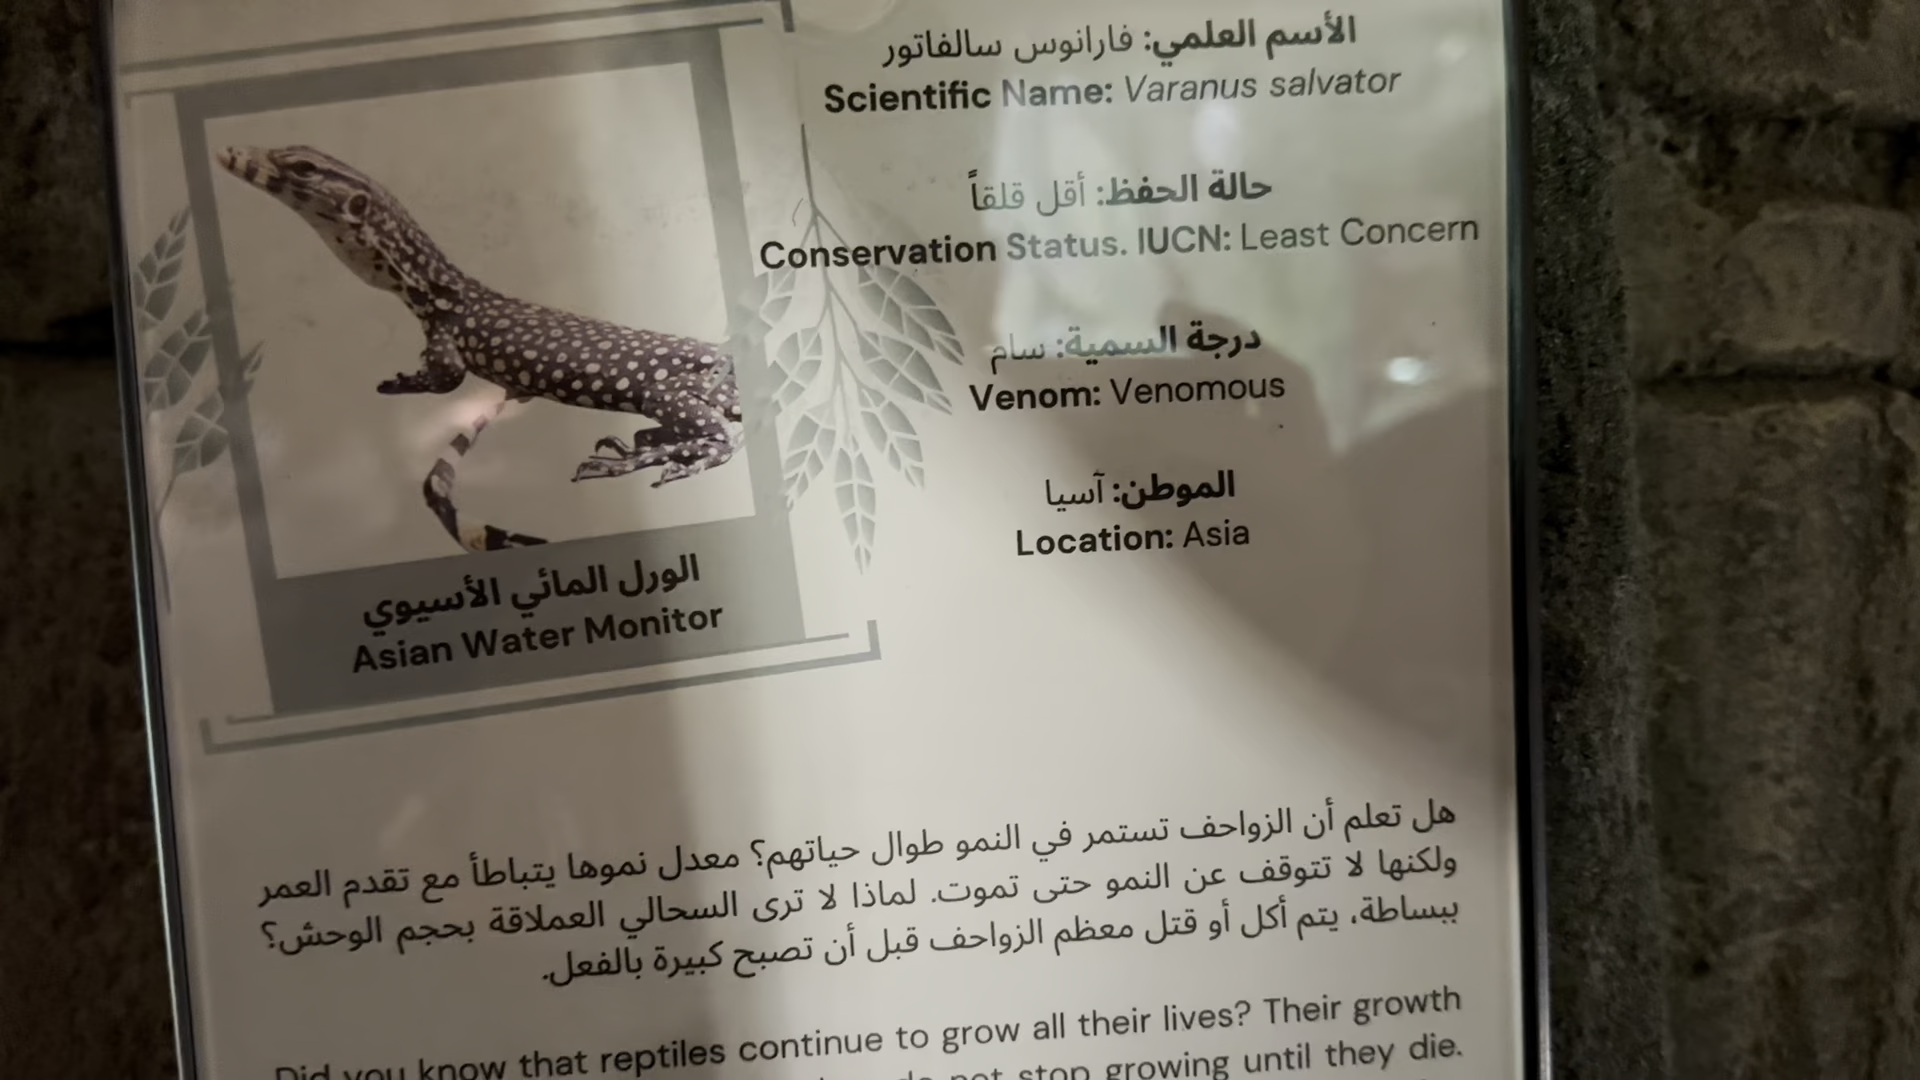 الأسم العلمي: فارانوس سالفاتور
Scientific Name: Varanus salvator
حالة الحفظ: أقل قلقاً
Conservation Status. IUCN: Least Concern
درجة السمية: سام
Venom: Venomous
الموطن: آسيا
Location: Asia
الورل المائي الأسيوي
Asian Water Monitor
هل تعلم أن الزواحف تستمر في النمو طوال حياتهم؟ معدل نموها يتباطأ مع تقدم العمر
ولكنها لا تتوقف عن النمو حتى تموت. لماذا لا ترى السحالي العملاقة بحجم الوحش؟
ببساطة، يتم أكل أو قتل معظم الزواحف قبل أن تصبح كبيرة بالفعل.
Did you know that reptiles continue to grow all their lives? Their growth
not stop growing until they die.